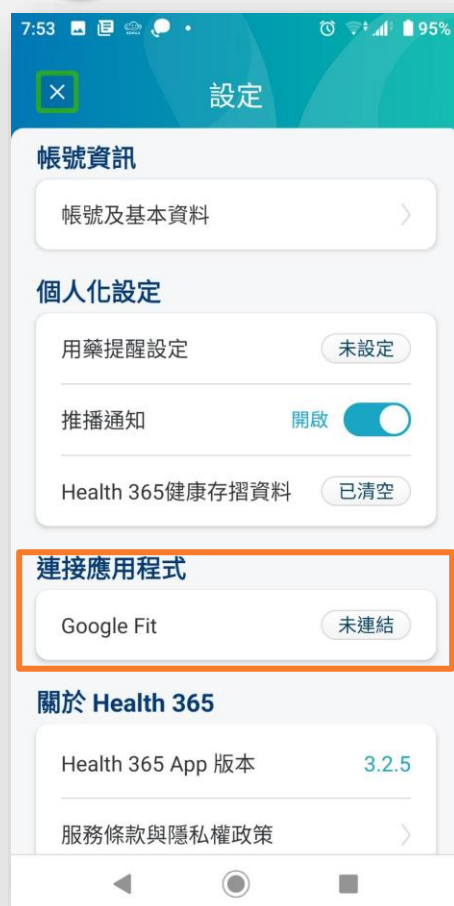 7:53 95%
設定
帳號資訊
帳號及基本資料
個人化設定
用藥提醒設定 未設定
推播通知 開啟
Health 365健康存摺資料 已清空
連接應用程式
Google Fit 未連結
關於 Health 365
Health 365 App 版本 3.2.5
服務條款與隱私權政策